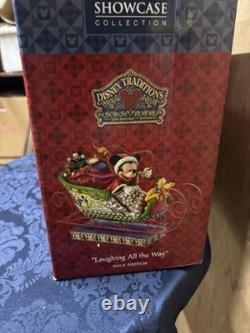 SHOWCASE
COLLECTION
DISNEY TRADITIONS
"Laughing All the Way"